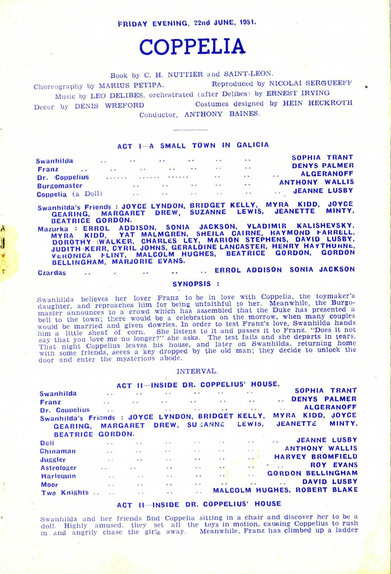 FRIDAY EVENING, 22nd JUNE, 1951.
COPPELIA
Book by C. H. NUTTIER and SAINT-LEON.
Choreography by MARIUS PETIPA. Reproduced by NICOLAI SERGUEEFF
Music by LEO DELIBES, orchestrated (after Delibes) by ERNEST IRVING
Decor by DENIS WREFORD Costumes designed by HEIN HECKROTH
Conductor, ANTHONY BAINES.
ACT I—A SMALL TOWN IN GALICIA
Swanhilda .. .. .. .. SOPHIA TRANT
Franz .. .. .. .. DENYS PALMER
Dr. Coppelius .. .. .. .. ALGERANOFF
Burgomaster .. .. .. .. ANTHONY WALLIS
Coppelia (a Doll) .. .. .. JEANNE LUSBY
Swanhilda's Friends : JOYCE LYNDON, BRIDGET KELLY, MYRA KIDD, JOYCE
GEARING, MARGARET DREW, SUZANNE LEWIS, JEANETTE MINTY,
BEATRICE GORDON.
Mazurka : ERROL ADDISON, SONIA JACKSON, VLADIMIR KALISHEVSKY,
MYRA KIDD, YAT MALMGREN, SHEILA CAIRNE, RAYMOND FARRELL,
DOROTHY WALKER, CHARLES LEY, MARION STEPHENS, DAVID LUSBY,
JUDITH KERR, CYRIL JOHNS, GERALDINE LANCASTER, HENRY
VERONICA FLINT, MALCOLM HUGHES, BEATRICE GORDON, GORDON
BELLINGHAM, MARJORIE EVANS.
Czardas .. .. .. .. ERROL ADDISON SONIA JACKSON
SYNOPSIS :
Swanhilda believes her lover Franz to be in love with Coppelia, the toymaker's
daughter, and reproaches him for being unfaithful to her. Meanwhile, the Burgo-
master announces to a crowd which has assembled that the Duke has presented a
bell to the town; there would be a celebration on the morrow, when many couples
would be married and given dowries. In order to test Franz's love, Swanhilda hands
him a little sheaf of corn. She listens to it and passes it to Franz. "Does it not
say that you love me no longer?" she asks. The test fails and she departs in tears.
That night Coppelius leaves his house, and later on Swanhilda, returning home
with some friends, sees a key dropped by the old man; they decide to unlock the
door and enter the mysterious abode.
INTERVAL.
ACT II—INSIDE DR. COPPELIUS' HOUSE.
Swanhilda .. .. .. .. SOPHIA TRANT
Franz .. .. .. .. DENYS PALMER
Dr. Coppelius .. .. .. .. ALGERANOFF
Swanhilda's Friends : JOYCE LYNDON, BRIDGET KELLY, MYRA KIDD, JOYCE
GEARING, MARGARET DREW, SUZANNE LEWIS, JEANETTE MINTY,
BEATRICE GORDON.
Doll .. .. .. .. JEANNE LUSBY
Chinaman .. .. .. .. ANTHONY WALLIS
Juggler .. .. .. .. HARVEY BROMFIELD
Astrologer .. .. .. .. ROY EVANS
Harlequin .. .. .. .. GORDON BELLINGHAM
Moor .. .. .. .. DAVID LUSBY
Two Knights .. .. .. MALCOLM HUGHES, ROBERT BLAKE
ACT II—INSIDE DR. COPPELIUS' HOUSE
Swanhilda and her friends find Coppelia sitting in a chair and discover her to be a
doll. Highly amused, they set all the toys in motion, causing Coppelius to rush
in and angrily chase the girls away. Meanwhile, Franz has climbed up a ladder